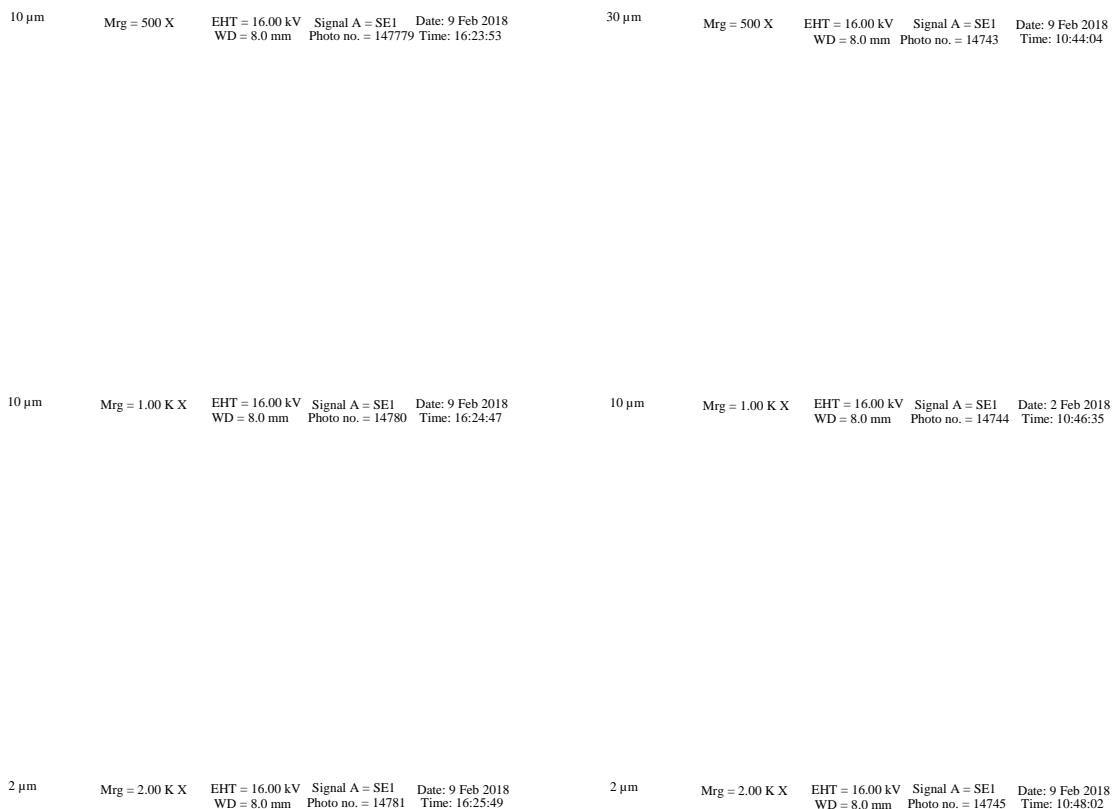 10 µm Mrg = 500 X EHT = 16.00 kV Signal A = SE1 Date: 9 Feb 2018
WD = 8.0 mm Photo no. = 147779 Time: 16:23:53
30 µm Mrg = 500 X EHT = 16.00 kV Signal A = SE1 Date: 9 Feb 2018
WD = 8.0 mm Photo no. = 14743 Time: 10:44:04
10 µm Mrg = 1.00 K X EHT = 16.00 kV Signal A = SE1 Date: 9 Feb 2018
WD = 8.0 mm Photo no. = 14780 Time: 16:24:47
10 µm Mrg = 1.00 K X EHT = 16.00 kV Signal A = SE1 Date: 2 Feb 2018
WD = 8.0 mm Photo no. = 14744 Time: 10:46:35
2 µm Mrg = 2.00 K X EHT = 16.00 kV Signal A = SE1 Date: 9 Feb 2018
WD = 8.0 mm Photo no. = 14781 Time: 16:25:49
2 µm Mrg = 2.00 K X EHT = 16.00 kV Signal A = SE1 Date: 9 Feb 2018
WD = 8.0 mm Photo no. = 14745 Time: 10:48:02